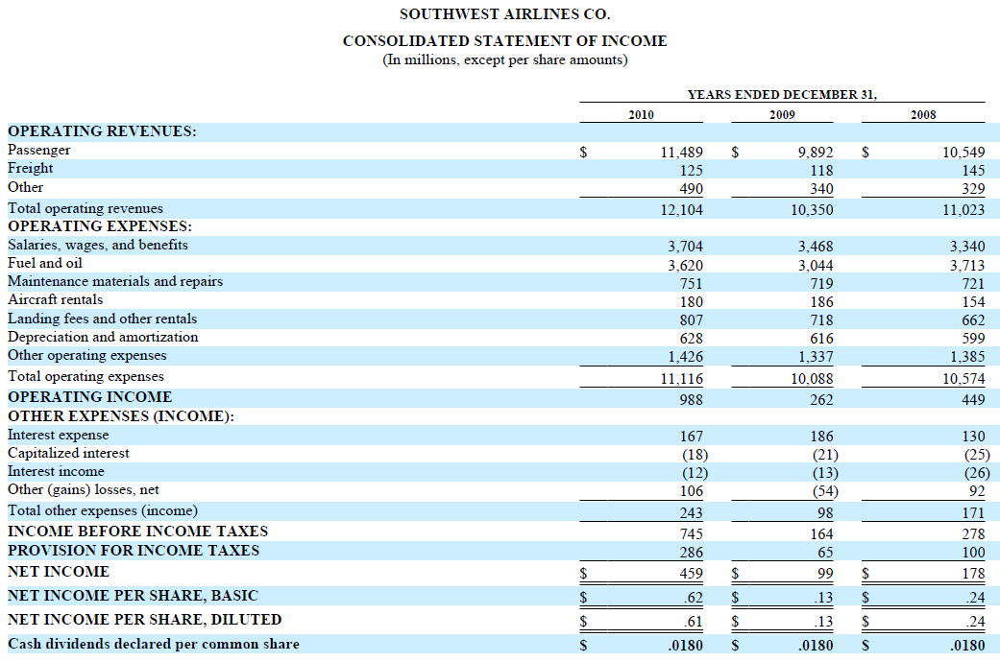 SOUTHWEST AIRLINES CO.
CONSOLIDATED STATEMENT OF INCOME
(In millions, except per share amounts)
YEARS ENDED DECEMBER 31,
2010 2009 2008
OPERATING REVENUES:
Passenger $ 11,489 $ 9,892 $ 10,549
Freight 125 118 145
Other 490 340 329
Total operating revenues 12,104 10,350 11,023
OPERATING EXPENSES:
Salaries, wages, and benefits 3,704 3,468 3,340
Fuel and oil 3,620 3,044 3,713
Maintenance materials and repairs 751 719 721
Aircraft rentals 180 186 154
Landing fees and other rentals 807 718 662
Depreciation and amortization 628 616 599
Other operating expenses 1,426 1,337 1,385
Total operating expenses 11,116 10,088 10,574
OPERATING INCOME 988 262 449
OTHER EXPENSES (INCOME):
Interest expense 167 186 130
Capitalized interest (18) (21) (25)
Interest income (12) (13) (26)
Other (gains) losses, net 106 (54) 92
Total other expenses (income) 243 98 171
INCOME BEFORE INCOME TAXES 745 164 278
PROVISION FOR INCOME TAXES 286 65 100
NET INCOME $ 459 $ 99 $ 178
NET INCOME PER SHARE, BASIC $ .62 $ .13 $ .24
NET INCOME PER SHARE, DILUTED $ .61 $ .13 $ .24
Cash dividends declared per common share $ .0180 $ .0180 $ .0180